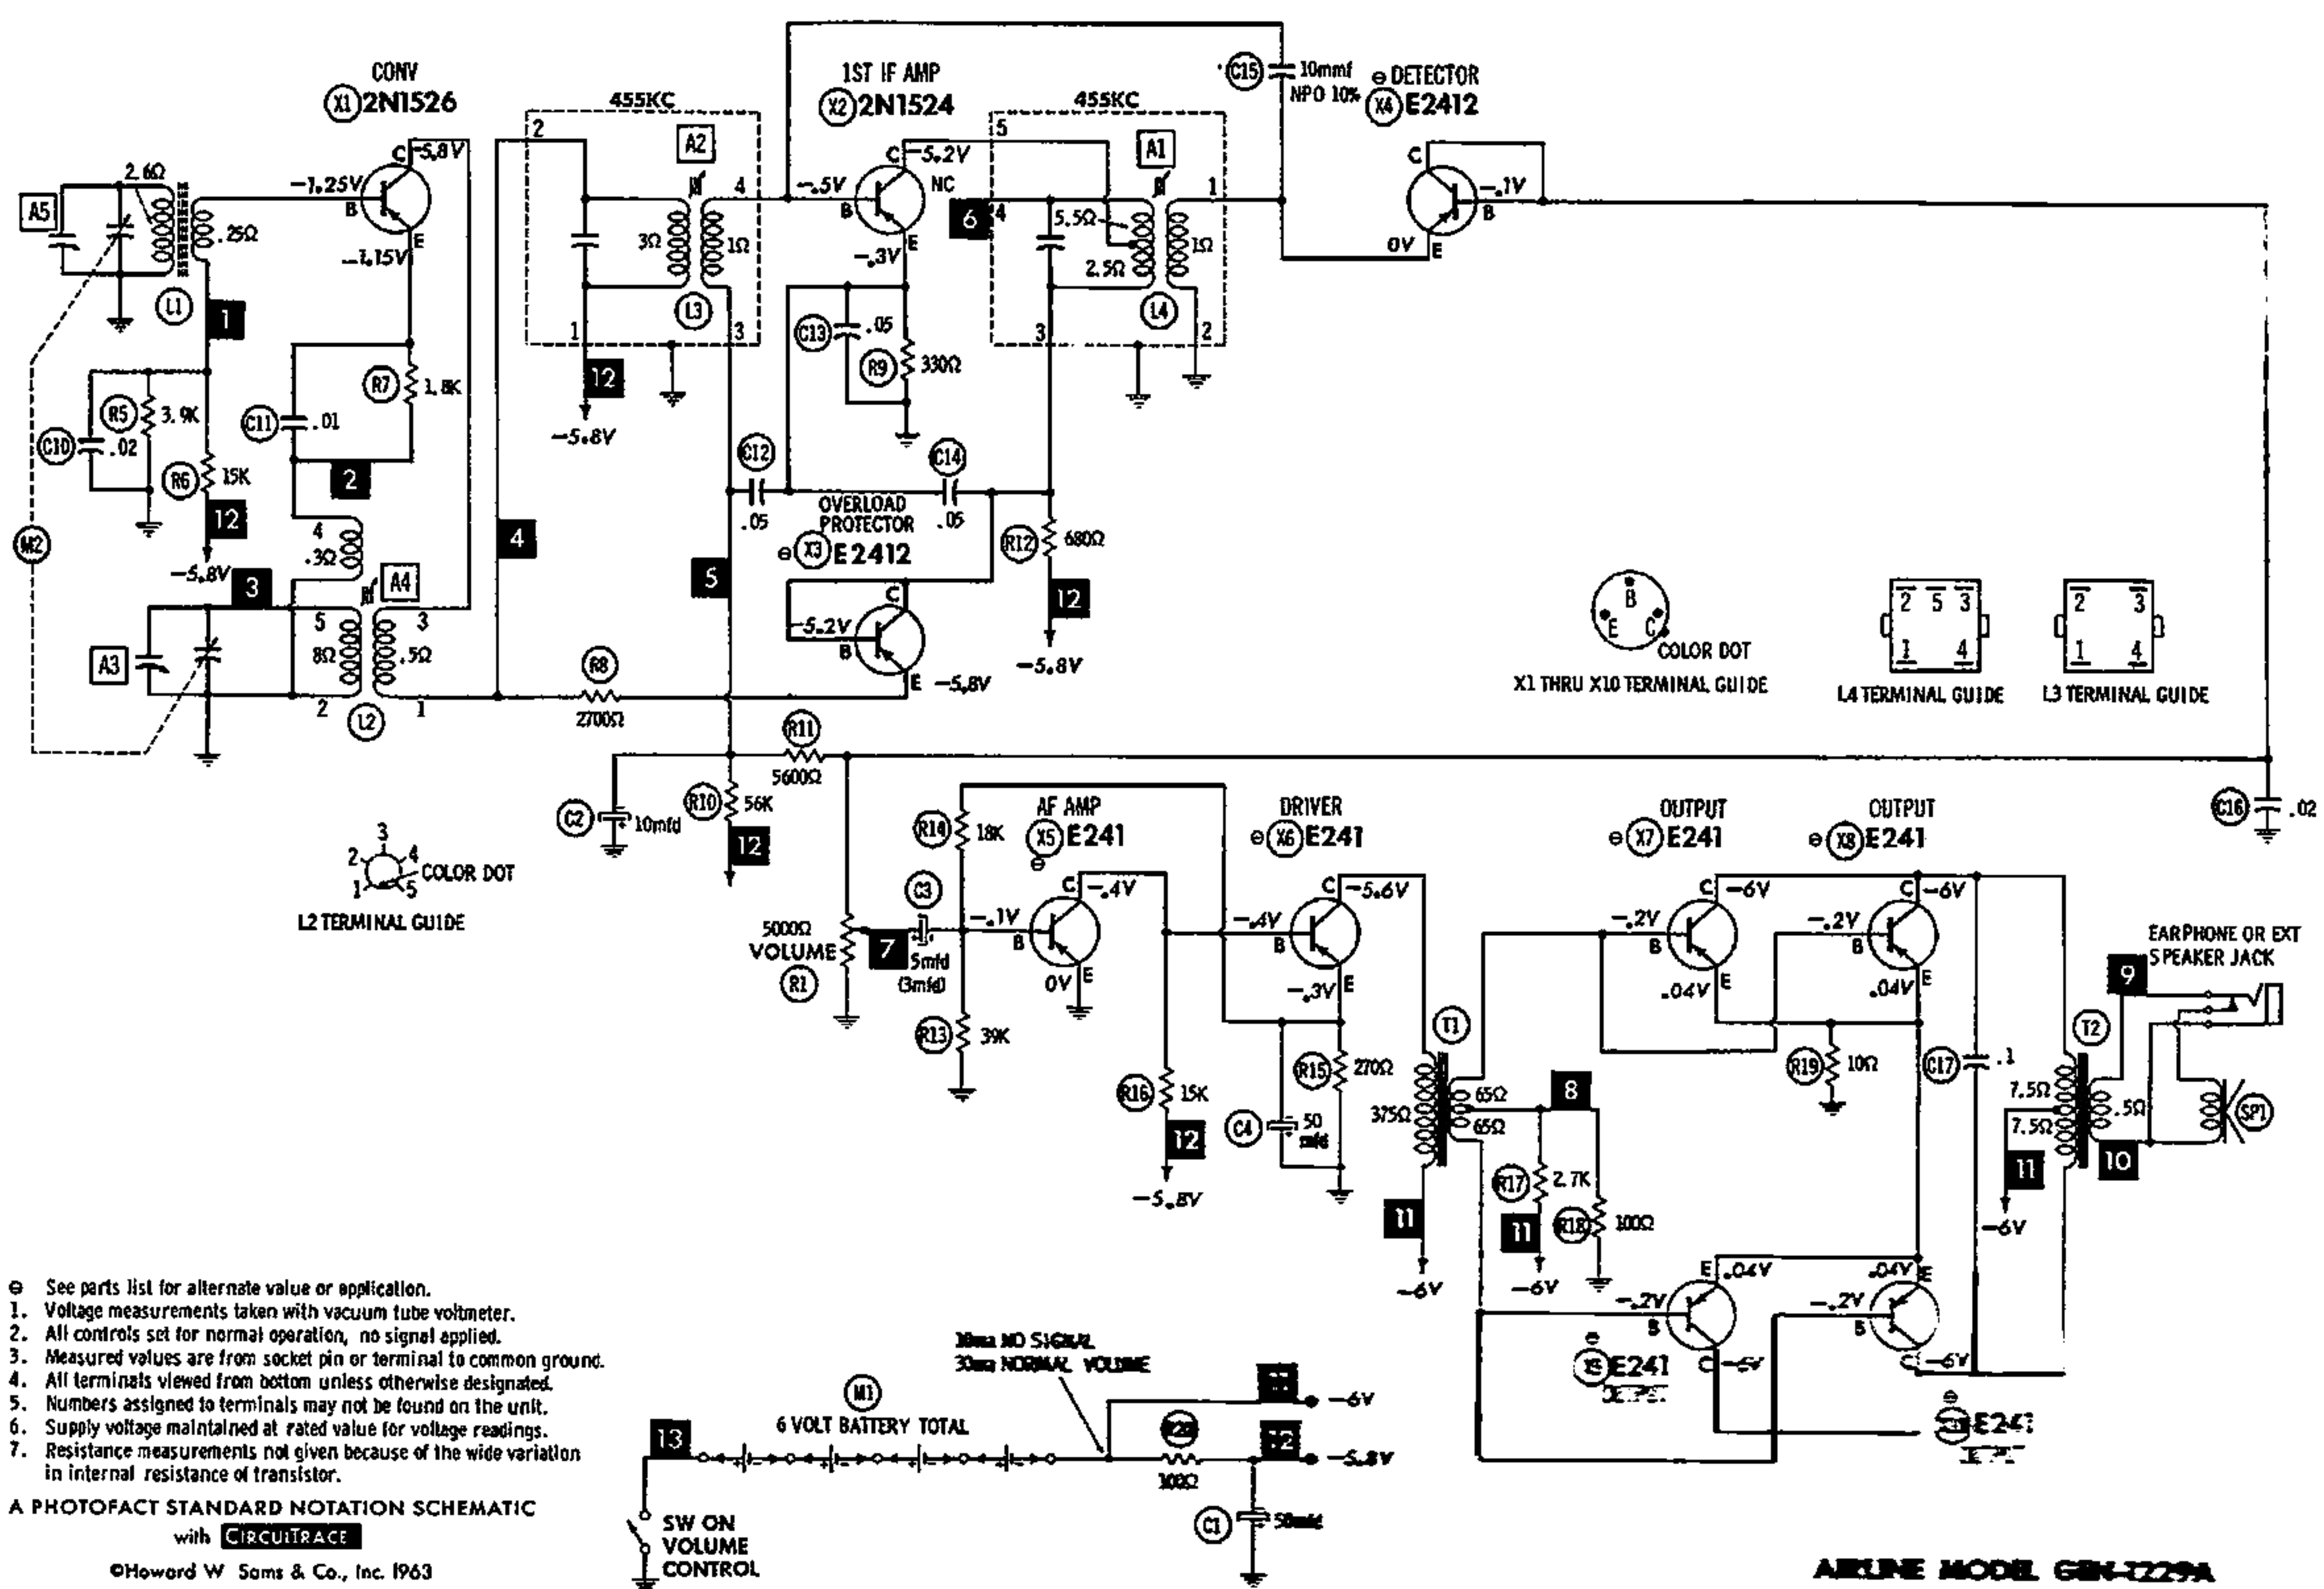 CONV
X1 2N1526
C -5.8V
-1.25V
B
E
-1.15V
2.6Ω
A5
.25Ω
L1
1
R5 3.9K
C10 .02
R6 15K
12
-5.8V
M2
C11 .01
R7 1.8K
2
4
.3Ω
3
A4
A3
5
8Ω
3
.5Ω
2
L2
1
455KC
2
A2
4
3Ω
1Ω
L3
1
3
12
-5.8V
4
5
1ST IF AMP
X2 2N1524
C -5.2V
-.5V
NC
B
E
-.3V
C13 .05
R9 330Ω
C12
.05
C14
.05
OVERLOAD
PROTECTOR
⊖ X3 E2412
C
-5.2V
B
E -5.8V
R8
2700Ω
455KC
5
A1
1
6
4
5.5Ω
1Ω
2.5Ω
L4
3
2
R12 680Ω
12
-5.8V
C15 10mmf
NPO 10%
⊖ DETECTOR
X4 E2412
C
-.1V
B
0V E
B
E C
COLOR DOT
X1 THRU X10 TERMINAL GUIDE
2 5 3
1 4
L4 TERMINAL GUIDE
2 3
1 4
L3 TERMINAL GUIDE
R11
5600Ω
C2 10mfd
R10 56K
12
3
2 4
1 5
COLOR DOT
L2 TERMINAL GUIDE
5000Ω
VOLUME
R1
7
C3
5mfd
(3mfd)
R14 18K
R13 39K
AF AMP
X5 E241
⊖
C -.4V
-.1V
B
E
0V
R16 15K
12
-5.8V
DRIVER
⊖ X6 E241
C -5.6V
-.4V
B
-.3V E
R15 270Ω
C4 50
mfd
T1
375Ω
65Ω
65Ω
11
-6V
8
R17 2.7K
11
-6V
R18 100Ω
OUTPUT
⊖ X7 E241
C -6V
-.2V
B
E
.04V
OUTPUT
⊖ X8 E241
C -6V
-.2V
B
E
.04V
R19 10Ω
C17 .1
C16 .02
T2
7.5Ω
7.5Ω
.5Ω
11
-6V
9
10
EARPHONE OR EXT
SPEAKER JACK
SP1
E .04V
-.2V
B
C -6V
⊖
E241
.04V E
-.2V
B
C -6V
⊖
E241
⊖ See parts list for alternate value or application.
1. Voltage measurements taken with vacuum tube voltmeter.
2. All controls set for normal operation, no signal applied.
3. Measured values are from socket pin or terminal to common ground.
4. All terminals viewed from bottom unless otherwise designated.
5. Numbers assigned to terminals may not be found on the unit.
6. Supply voltage maintained at rated value for voltage readings.
7. Resistance measurements not given because of the wide variation
in internal resistance of transistor.
A PHOTOFACT STANDARD NOTATION SCHEMATIC
with CIRCUITRACE
©Howard W Sams & Co., Inc. 1963
NO SIGNAL
30ma NORMAL VOLUME
M1
6 VOLT BATTERY TOTAL
13
11
-6V
12
-5.8V
100Ω
C1 50mfd
SW ON
VOLUME
CONTROL
AIRLINE MODEL GEN-1229A